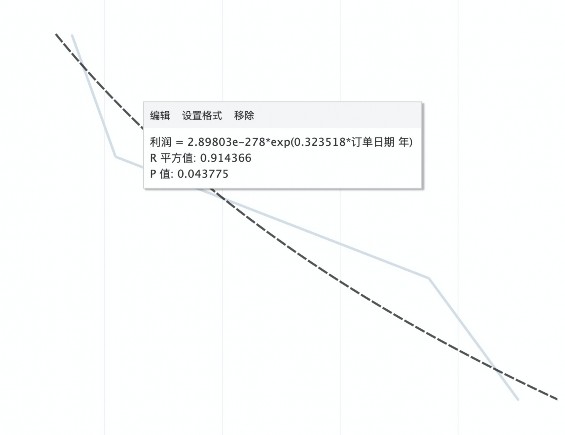 编辑 设置格式 移除
利润 = 2.89803e-278*exp(0.323518*订单日期 年)
R 平方值: 0.914366
P 值: 0.043775